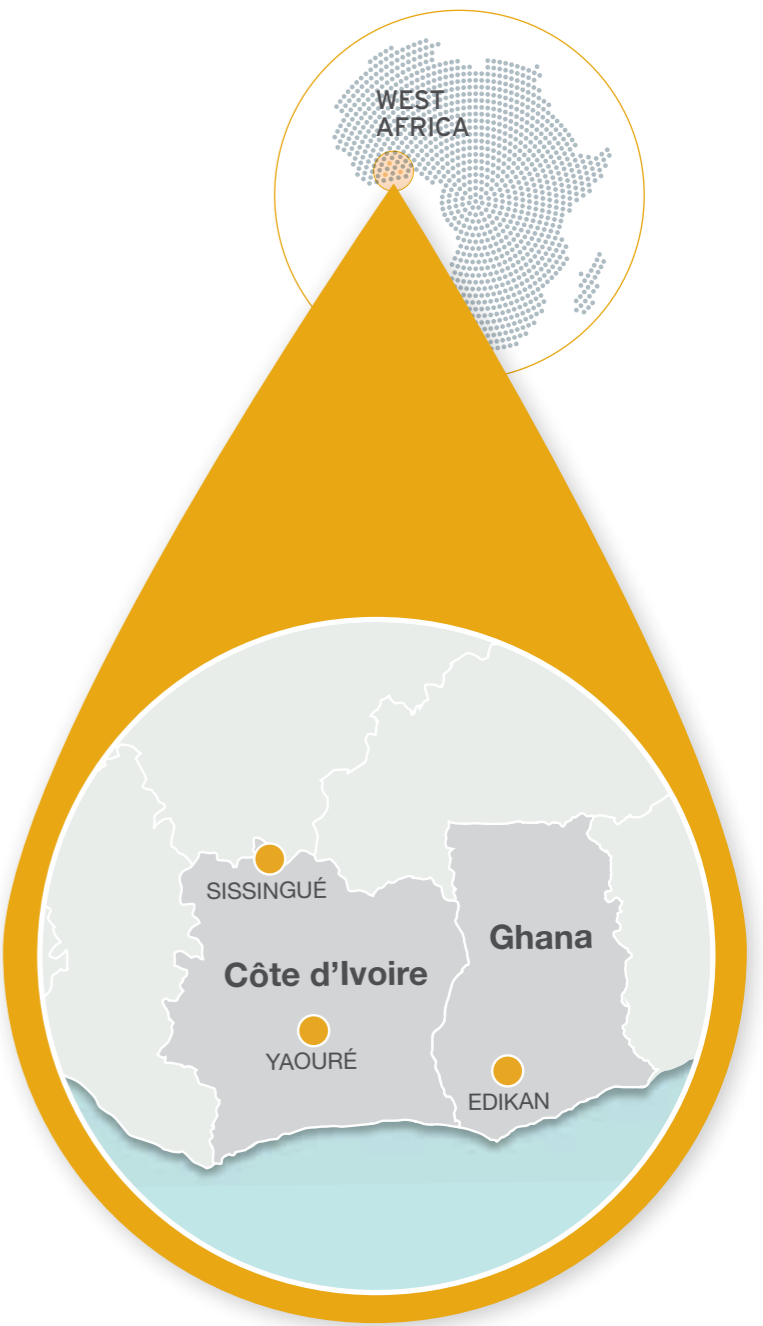 WEST
AFRICA
SISSINGUÉ
Ghana
Côte d'Ivoire
YAOURÉ
EDIKAN